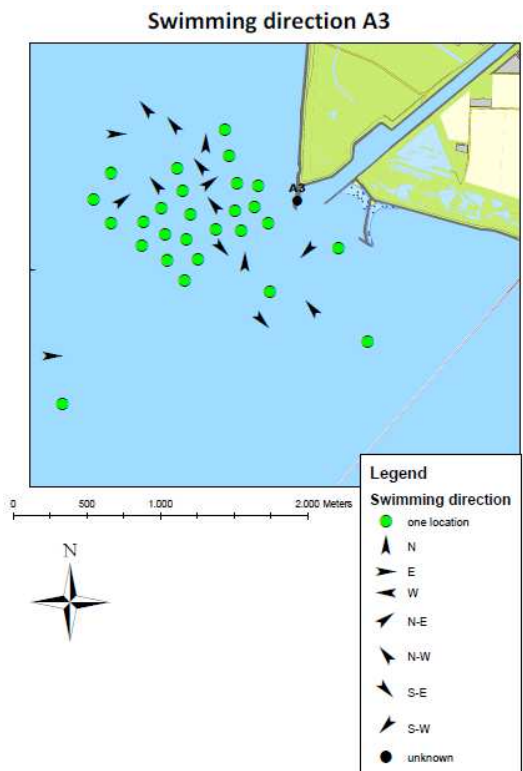 Swimming direction A3
A3
0 500 1.000 2.000 Meters
N
Legend
Swimming direction
one location
N
E
W
N-E
N-W
S-E
S-W
unknown